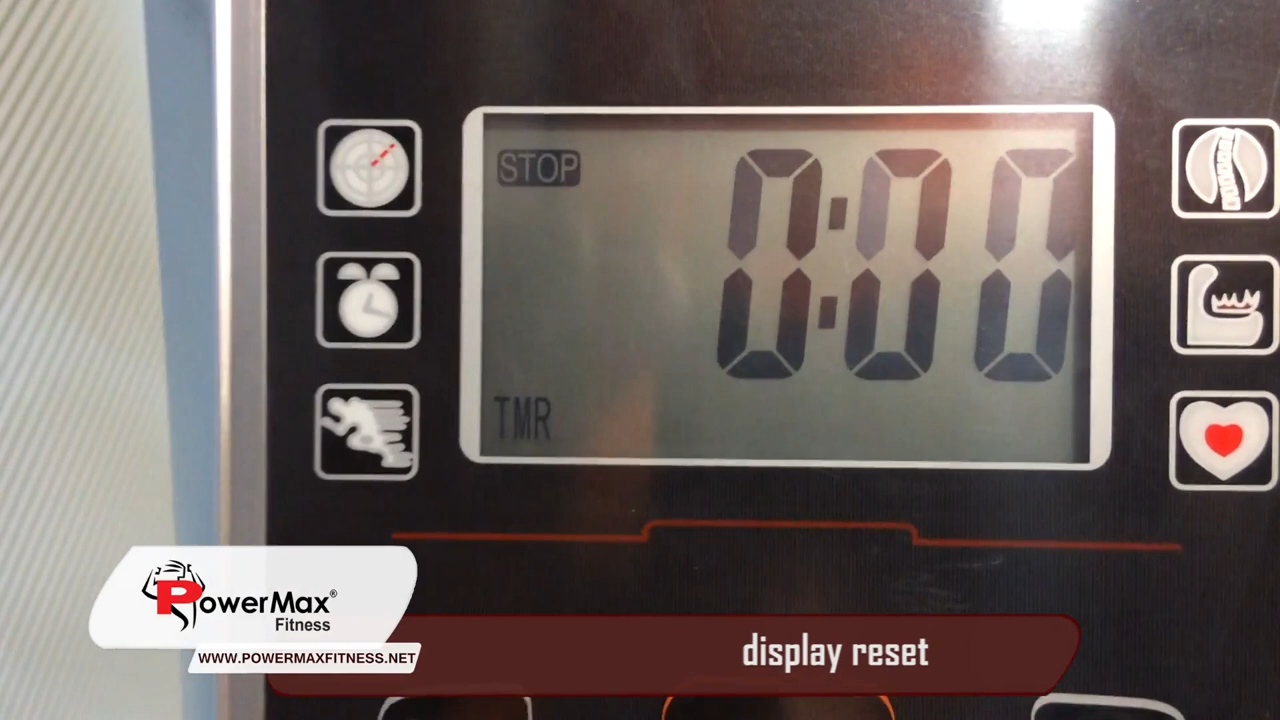 STOP
0:00
TMR
PowerMax®
Fitness
WWW.POWERMAXFITNESS.NET
display reset